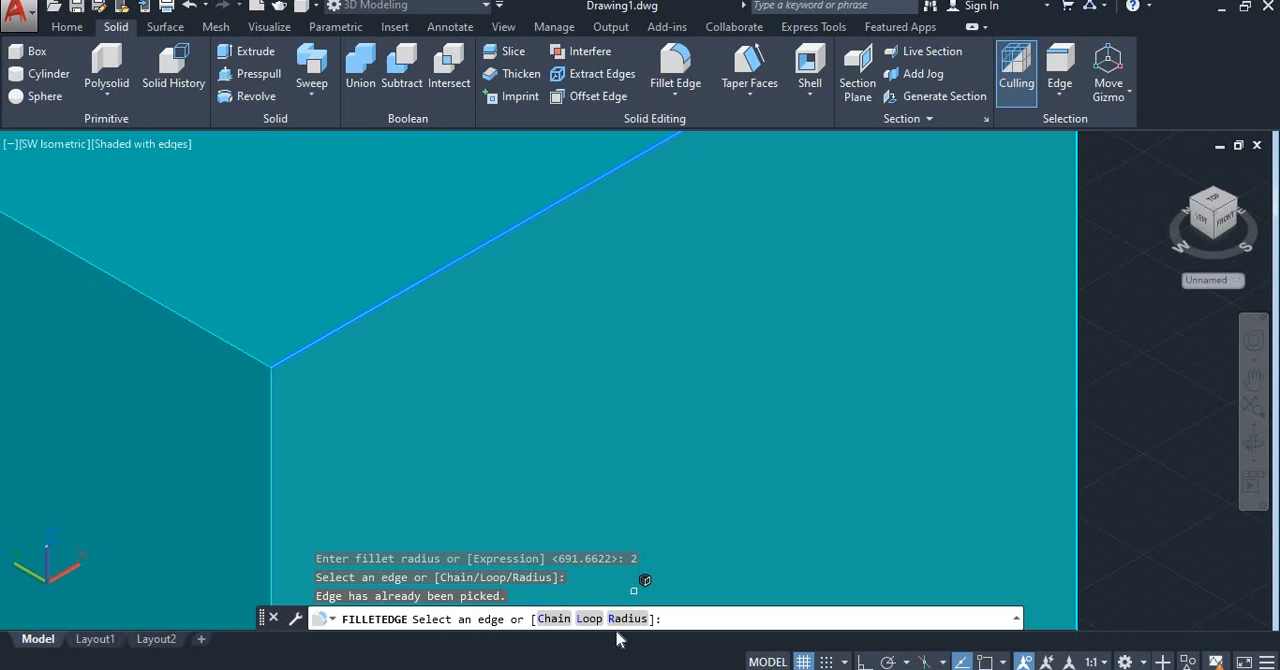 3D Modeling Drawing1.dwg Type a keyword or phrase Sign In
Home Solid Surface Mesh Visualize Parametric Insert Annotate View Manage Output Add-ins Collaborate Express Tools Featured Apps
Box Polysolid Solid History Extrude Sweep Union Subtract Intersect Slice Interfere Fillet Edge Taper Faces Shell Section Plane Live Section Culling Edge Move Gizmo
Cylinder Presspull Thicken Extract Edges Add Jog
Sphere Revolve Imprint Offset Edge Generate Section
Primitive Solid Boolean Solid Editing Section Selection
[−][SW Isometric][Shaded with edges]
TOP
LEFT FRONT
W S
Unnamed
Enter fillet radius or [Expression] <691.6622>: 2
Select an edge or [Chain/Loop/Radius]:
Edge has already been picked.
FILLETEDGE Select an edge or [Chain Loop Radius]:
Model Layout1 Layout2 +
MODEL 1:1